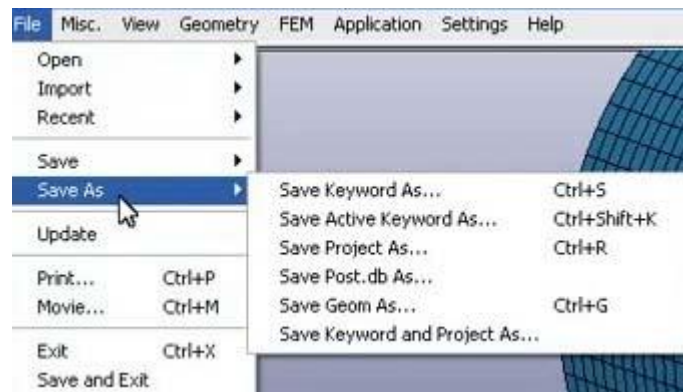 File Misc. View Geometry FEM Application Settings Help
Open
Import
Recent
Save
Save As
Update
Print... Ctrl+P
Movie... Ctrl+M
Exit Ctrl+X
Save and Exit
Save Keyword As... Ctrl+S
Save Active Keyword As... Ctrl+Shift+K
Save Project As... Ctrl+R
Save Post.db As...
Save Geom As... Ctrl+G
Save Keyword and Project As...